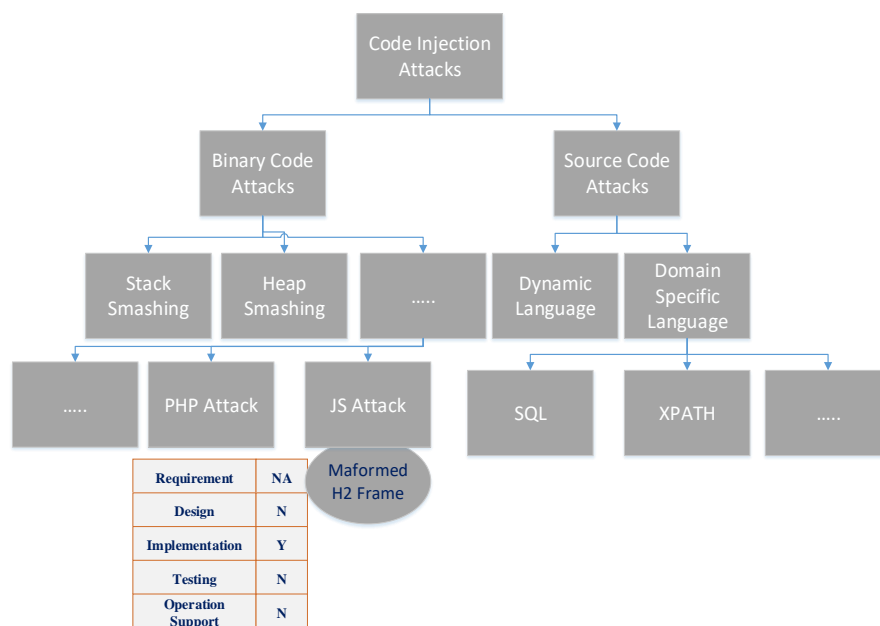 Code Injection
Attacks
Binary Code
Attacks
Source Code
Attacks
Stack
Smashing
Heap
Smashing
.....
Dynamic
Language
Domain
Specific
Language
.....
PHP Attack
JS Attack
SQL
XPATH
.....
Maformed
H2 Frame
Requirement NA
Design N
Implementation Y
Testing N
Operation
Support N